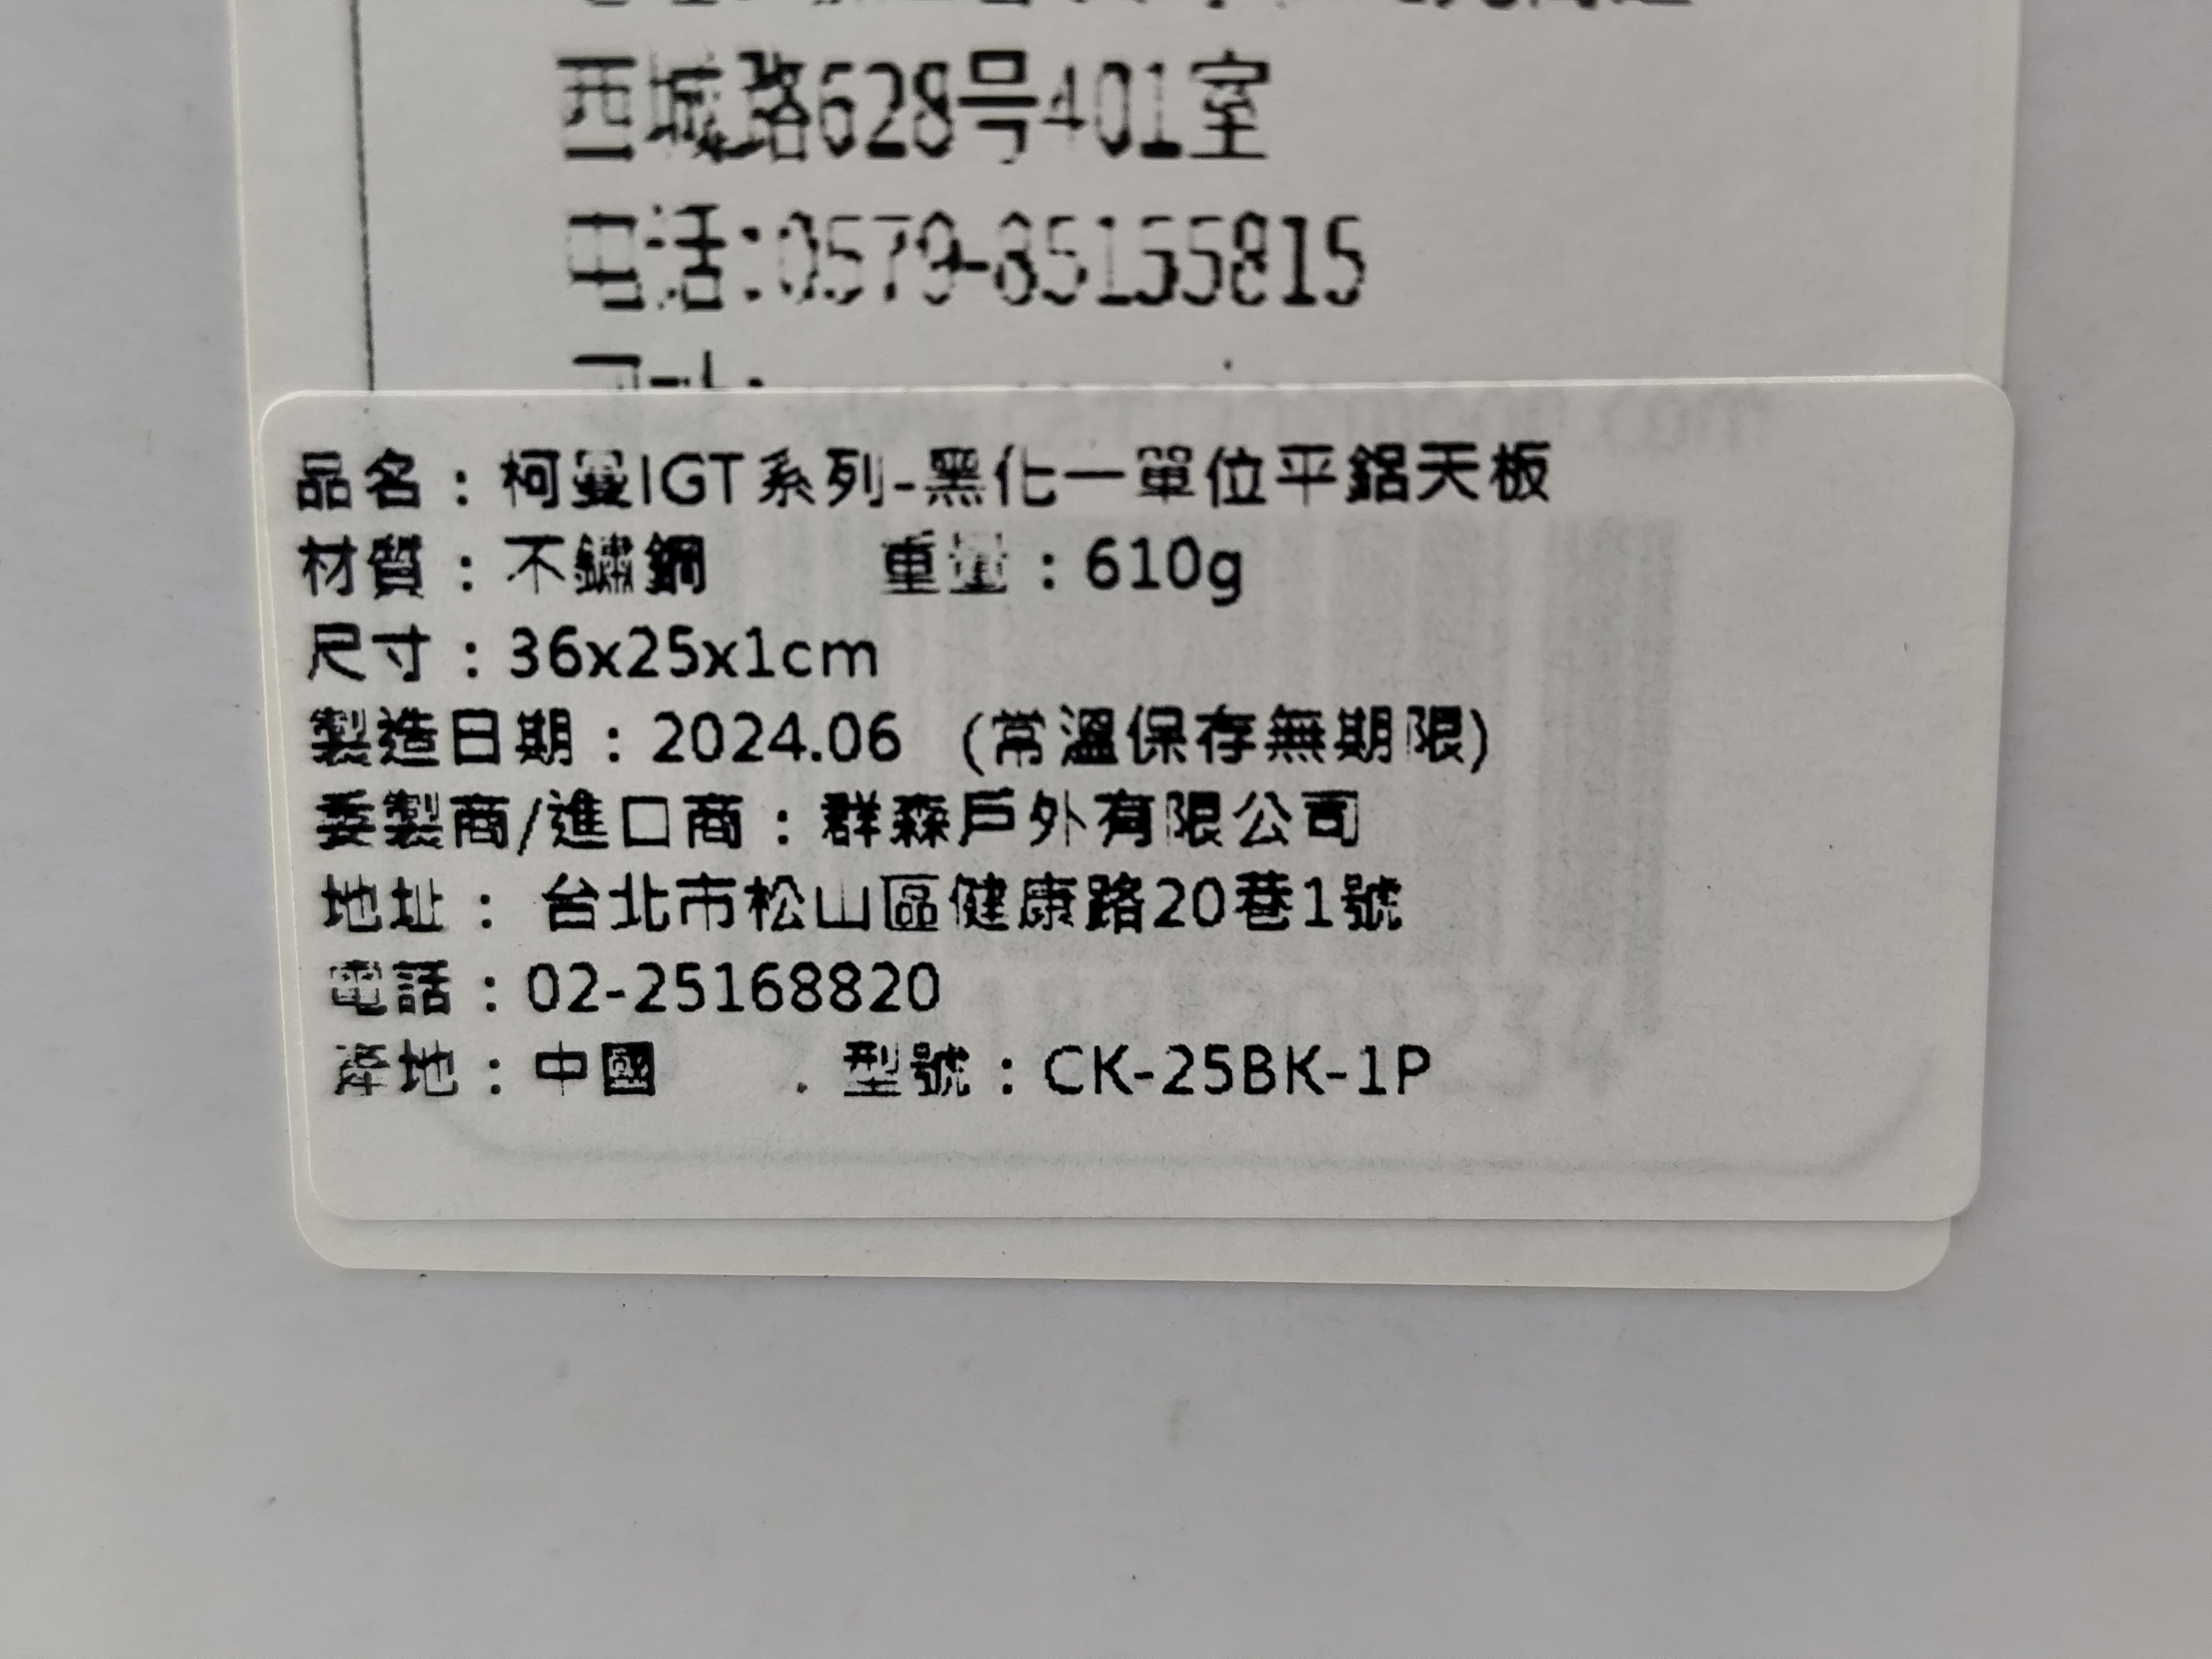 西城路628号401室
电话:0579-85155815
品名：柯曼IGT系列-黑化一單位平鋁天板
材質：不鏽鋼　重量：610g
尺寸：36x25x1cm
製造日期：2024.06 (常溫保存無期限)
委製商/進口商：群森戶外有限公司
地址： 台北市松山區健康路20巷1號
電話：02-25168820
產地：中國　. 型號：CK-25BK-1P